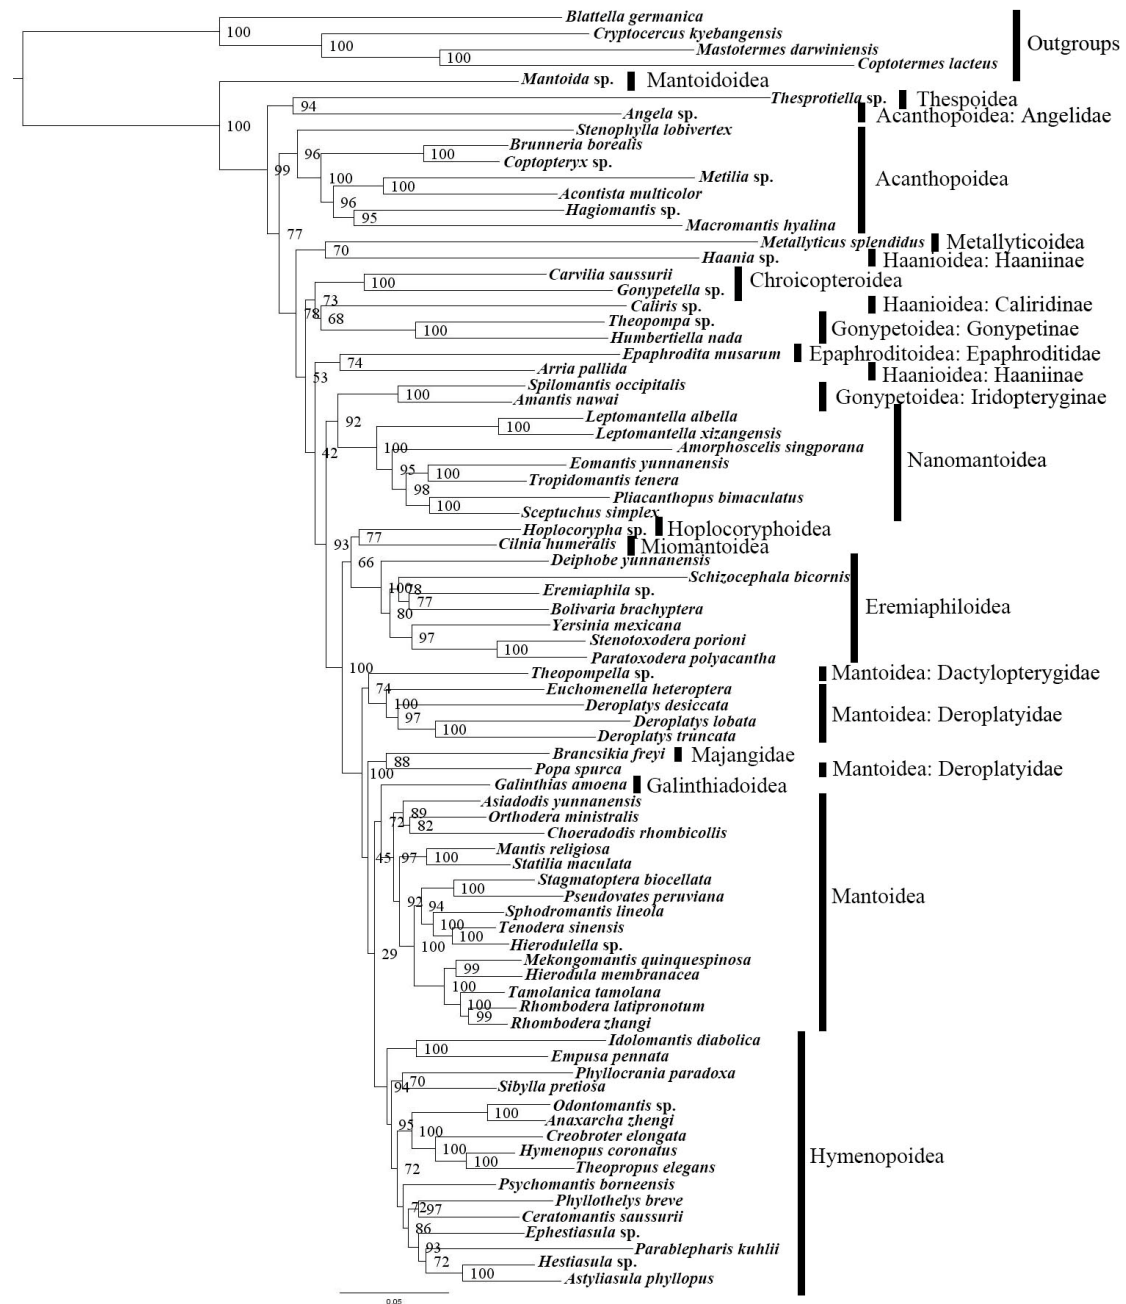 Blattella germanica
100
Cryptocercus kyebangensis
Outgroups
100
Mastotermes darwiniensis
100
Coptotermes lacteus
Mantoida sp.
Mantoidoidea
Thesprotiella sp.
Thespoidea
94
Angela sp.
Acanthopoidea: Angelidae
100
Stenophylla lobivertex
Brunneria borealis
96
100
Coptopteryx sp.
99
Metilia sp.
Acanthopoidea
100
100
Acontista multicolor
96
Hagiomantis sp.
95
Macromantis hyalina
77
Metallyticus splendidus
Metallyticoidea
70
Haania sp.
Haanioidea: Haaniinae
Carvilia saussurii
Chroicopteroidea
100
Gonypetella sp.
73
Caliris sp.
Haanioidea: Caliridinae
78
68
Theopompa sp.
Gonypetoidea: Gonypetinae
100
Humbertiella nada
Epaphrodita musarum
Epaphroditoidea: Epaphroditidae
74
Arria pallida
Haanioidea: Haaniinae
53
Spilomantis occipitalis
100
Amantis nawai
Gonypetoidea: Iridopteryginae
92
Leptomantella albella
100
Leptomantella xizangensis
42
100
Amorphoscelis singporana
Nanomantoidea
Eomantis yunnanensis
95
100
Tropidomantis tenera
98
Pliacanthopus bimaculatus
100
Sceptuchus simplex
Hoplocorypha sp.
Hoplocoryphoidea
77
93
Cilnia humeralis
Miomantoidea
66
Deiphobe yunnanensis
Schizocephala bicornis
100
78
Eremiaphila sp.
77
Eremiaphiloidea
80
Bolivaria brachyptera
Yersinia mexicana
97
Stenotoxodera porioni
100
Paratoxodera polyacantha
100
Theopompella sp.
Mantoidea: Dactylopterygidae
74
Euchomenella heteroptera
100
Deroplatys desiccata
Mantoidea: Deroplatyidae
97
Deroplatys lobata
100
Deroplatys truncata
Brancsikia freyi
Majangidae
88
Popa spurca
Mantoidea: Deroplatyidae
100
Galinthias amoena
Galinthiadoidea
Asiadodis yunnanensis
89
72
Orthodera ministralis
82
Choeradodis rhombicollis
Mantis religiosa
45
97
100
Statilia maculata
Stagmatoptera biocellata
100
Mantoidea
Pseudovates peruviana
92
94
Sphodromantis lineola
100
Tenodera sinensis
100
Hierodulella sp.
100
29
Mekongomantis quinquespinosa
99
Hierodula membranacea
100
Tamolanica tamolana
100
Rhombodera latipronotum
99
Rhombodera zhangi
Idolomantis diabolica
100
Empusa pennata
Phyllocrania paradoxa
94
70
Sibylla pretiosa
Odontomantis sp.
100
Anaxarcha zhengi
95
100
Creobroter elongata
100
Hymenopus coronatus
Hymenopoidea
100
Theopropus elegans
72
Psychomantis borneensis
Phyllothelys breve
72
97
Ceratomantis saussurii
86
Ephestiasula sp.
93
Parablepharis kuhlii
72
Hestiasula sp.
100
Astyliasula phyllopus
0.05